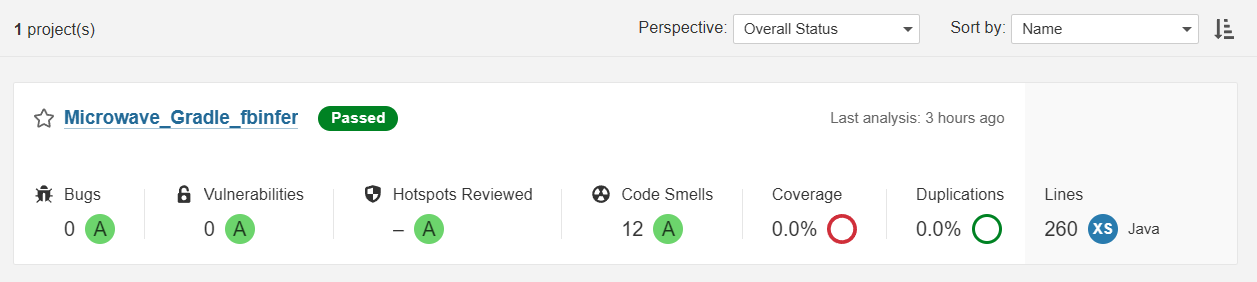 1 project(s) Perspective: Overall Status Sort by: Name
Microwave_Gradle_fbinfer Passed Last analysis: 3 hours ago
Bugs Vulnerabilities Hotspots Reviewed Code Smells Coverage Duplications Lines
0 A 0 A – A 12 A 0.0% 0.0% 260 XS Java